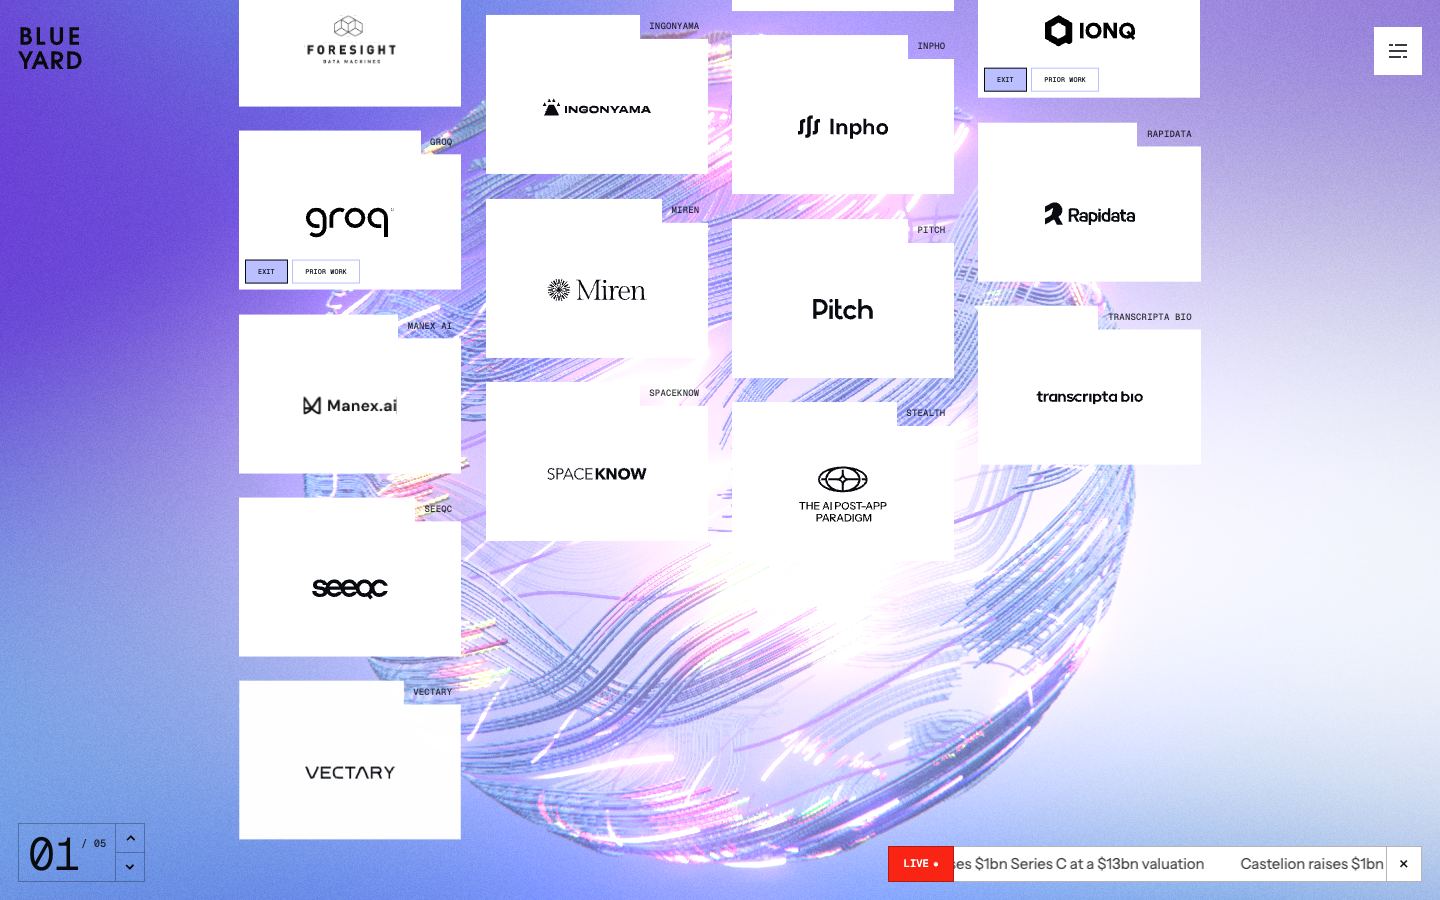 BLUE
YARD
FORESIGHT
DATA MACHINES
GROQ
groq
EXIT
PRIOR WORK
MANEX AI
Manex.ai
SEEQC
seeqc
VECTARY
VECTARY
INGONYAMA
INGONYAMA
MIREN
Miren
SPACEKNOW
SPACEKNOW
INPHO
Inpho
PITCH
Pitch
STEALTH
THE AI POST-APP
PARADIGM
IONQ
EXIT
PRIOR WORK
RAPIDATA
Rapidata
TRANSCRIPTA BIO
transcripta bio
01 / 05
LIVE
es $1bn Series C at a $13bn valuation Castelion raises $1bn